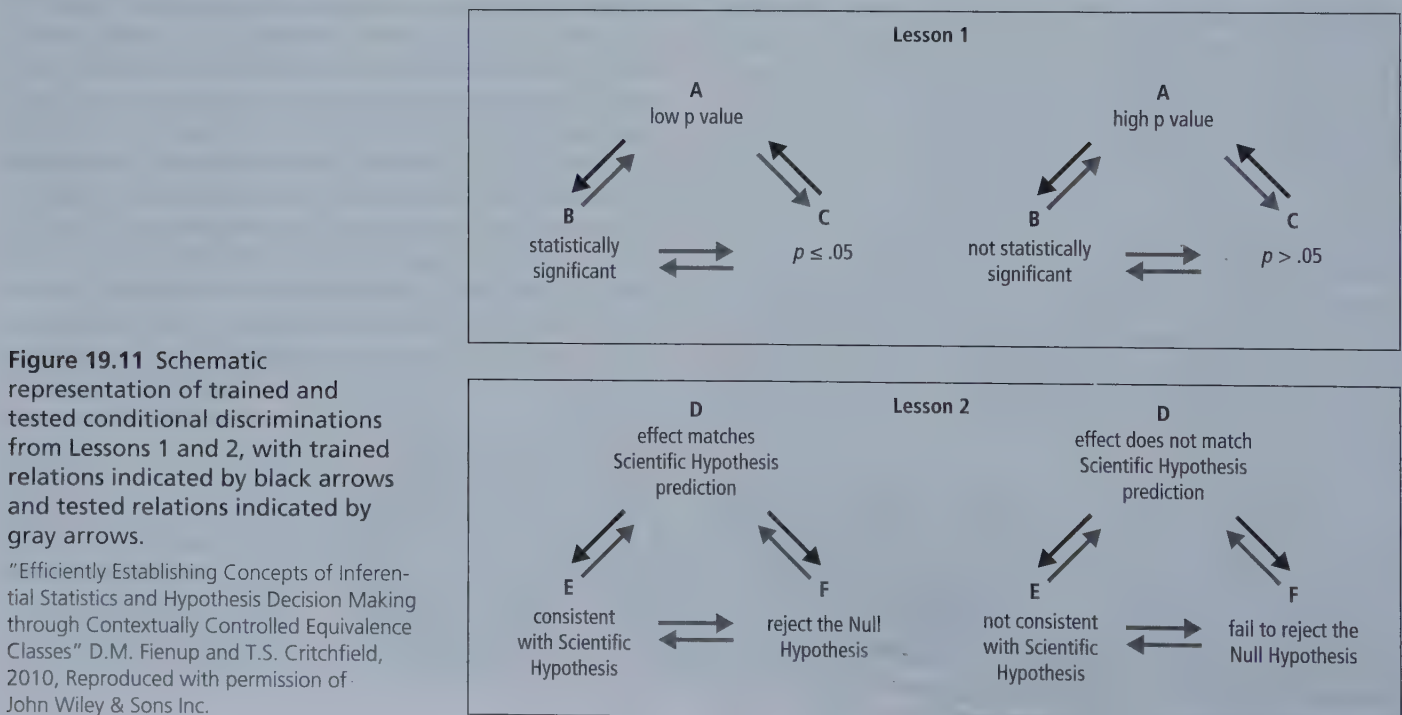 Lesson 1
A
low p value
B
statistically
significant
C
p ≤ .05
A
high p value
B
not statistically
significant
C
p > .05
Figure 19.11 Schematic
representation of trained and
tested conditional discriminations
from Lessons 1 and 2, with trained
relations indicated by black arrows
and tested relations indicated by
gray arrows.
"Efficiently Establishing Concepts of Inferen-
tial Statistics and Hypothesis Decision Making
through Contextually Controlled Equivalence
Classes" D.M. Fienup and T.S. Critchfield,
2010, Reproduced with permission of
John Wiley & Sons Inc.
Lesson 2
D
effect matches
Scientific Hypothesis
prediction
E
consistent
with Scientific
Hypothesis
F
reject the Null
Hypothesis
D
effect does not match
Scientific Hypothesis
prediction
E
not consistent
with Scientific
Hypothesis
F
fail to reject the
Null Hypothesis